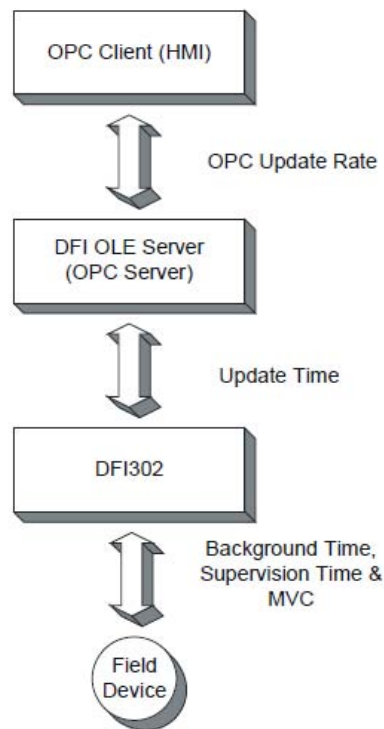 OPC Client (HMI)
OPC Update Rate
DFI OLE Server
(OPC Server)
Update Time
DFI302
Background Time,
Supervision Time &
MVC
Field
Device